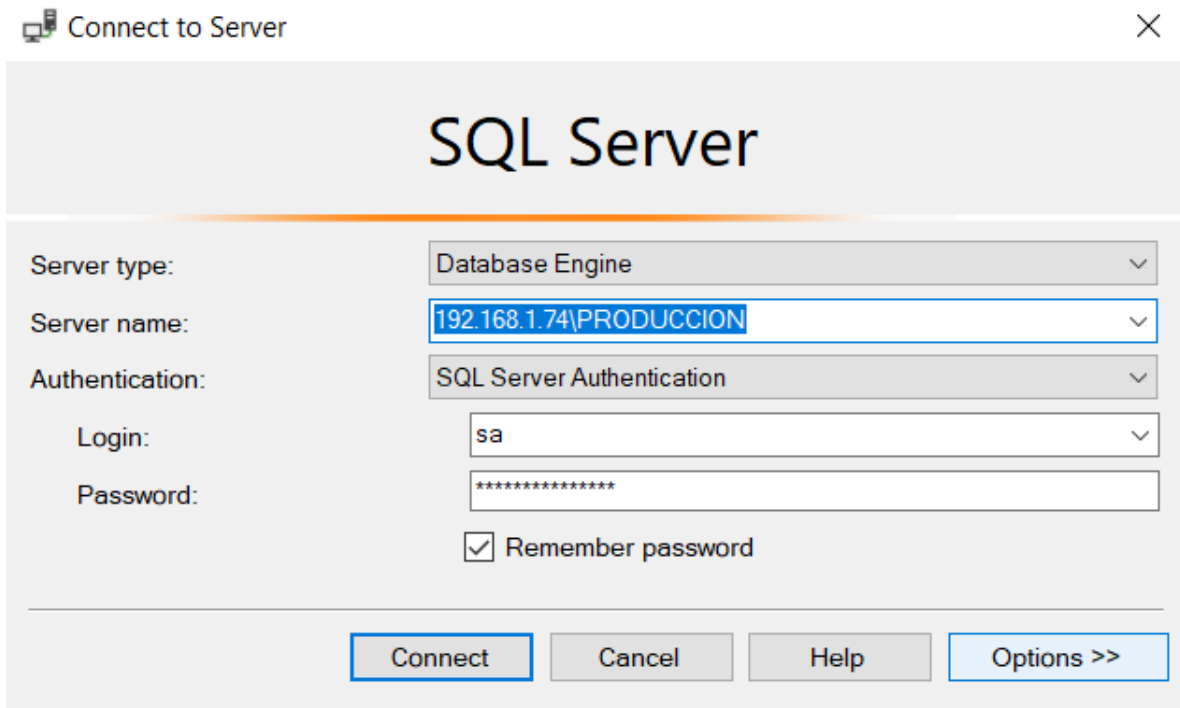 Connect to Server
SQL Server
Server type: Database Engine
Server name: 192.168.1.74\PRODUCCION
Authentication: SQL Server Authentication
Login: sa
Password: ***************
Remember password
Connect Cancel Help Options >>